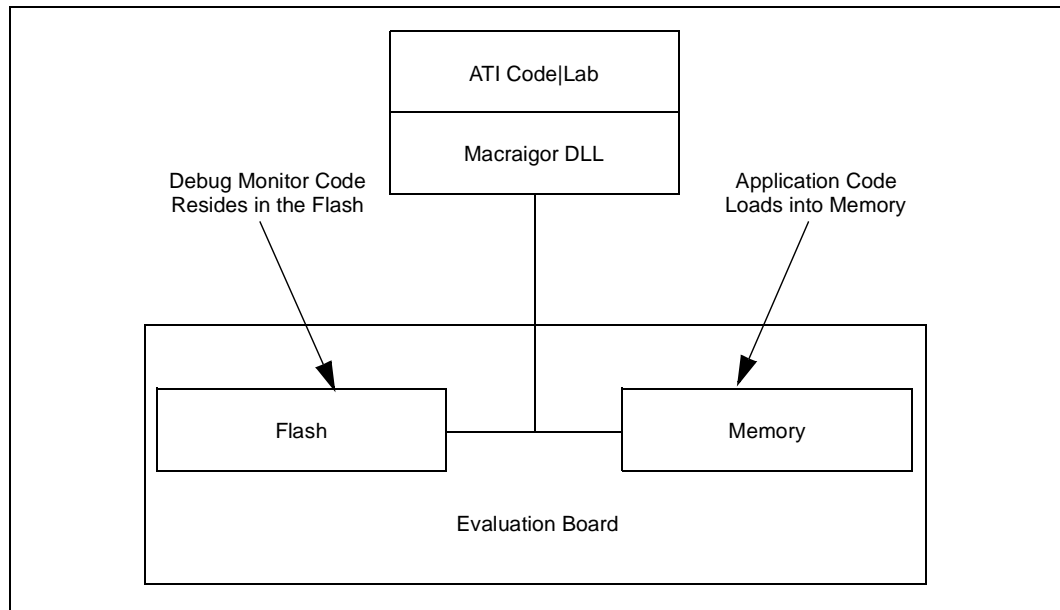 ATI Code|Lab
Macraigor DLL
Debug Monitor Code
Resides in the Flash
Application Code
Loads into Memory
Flash
Memory
Evaluation Board